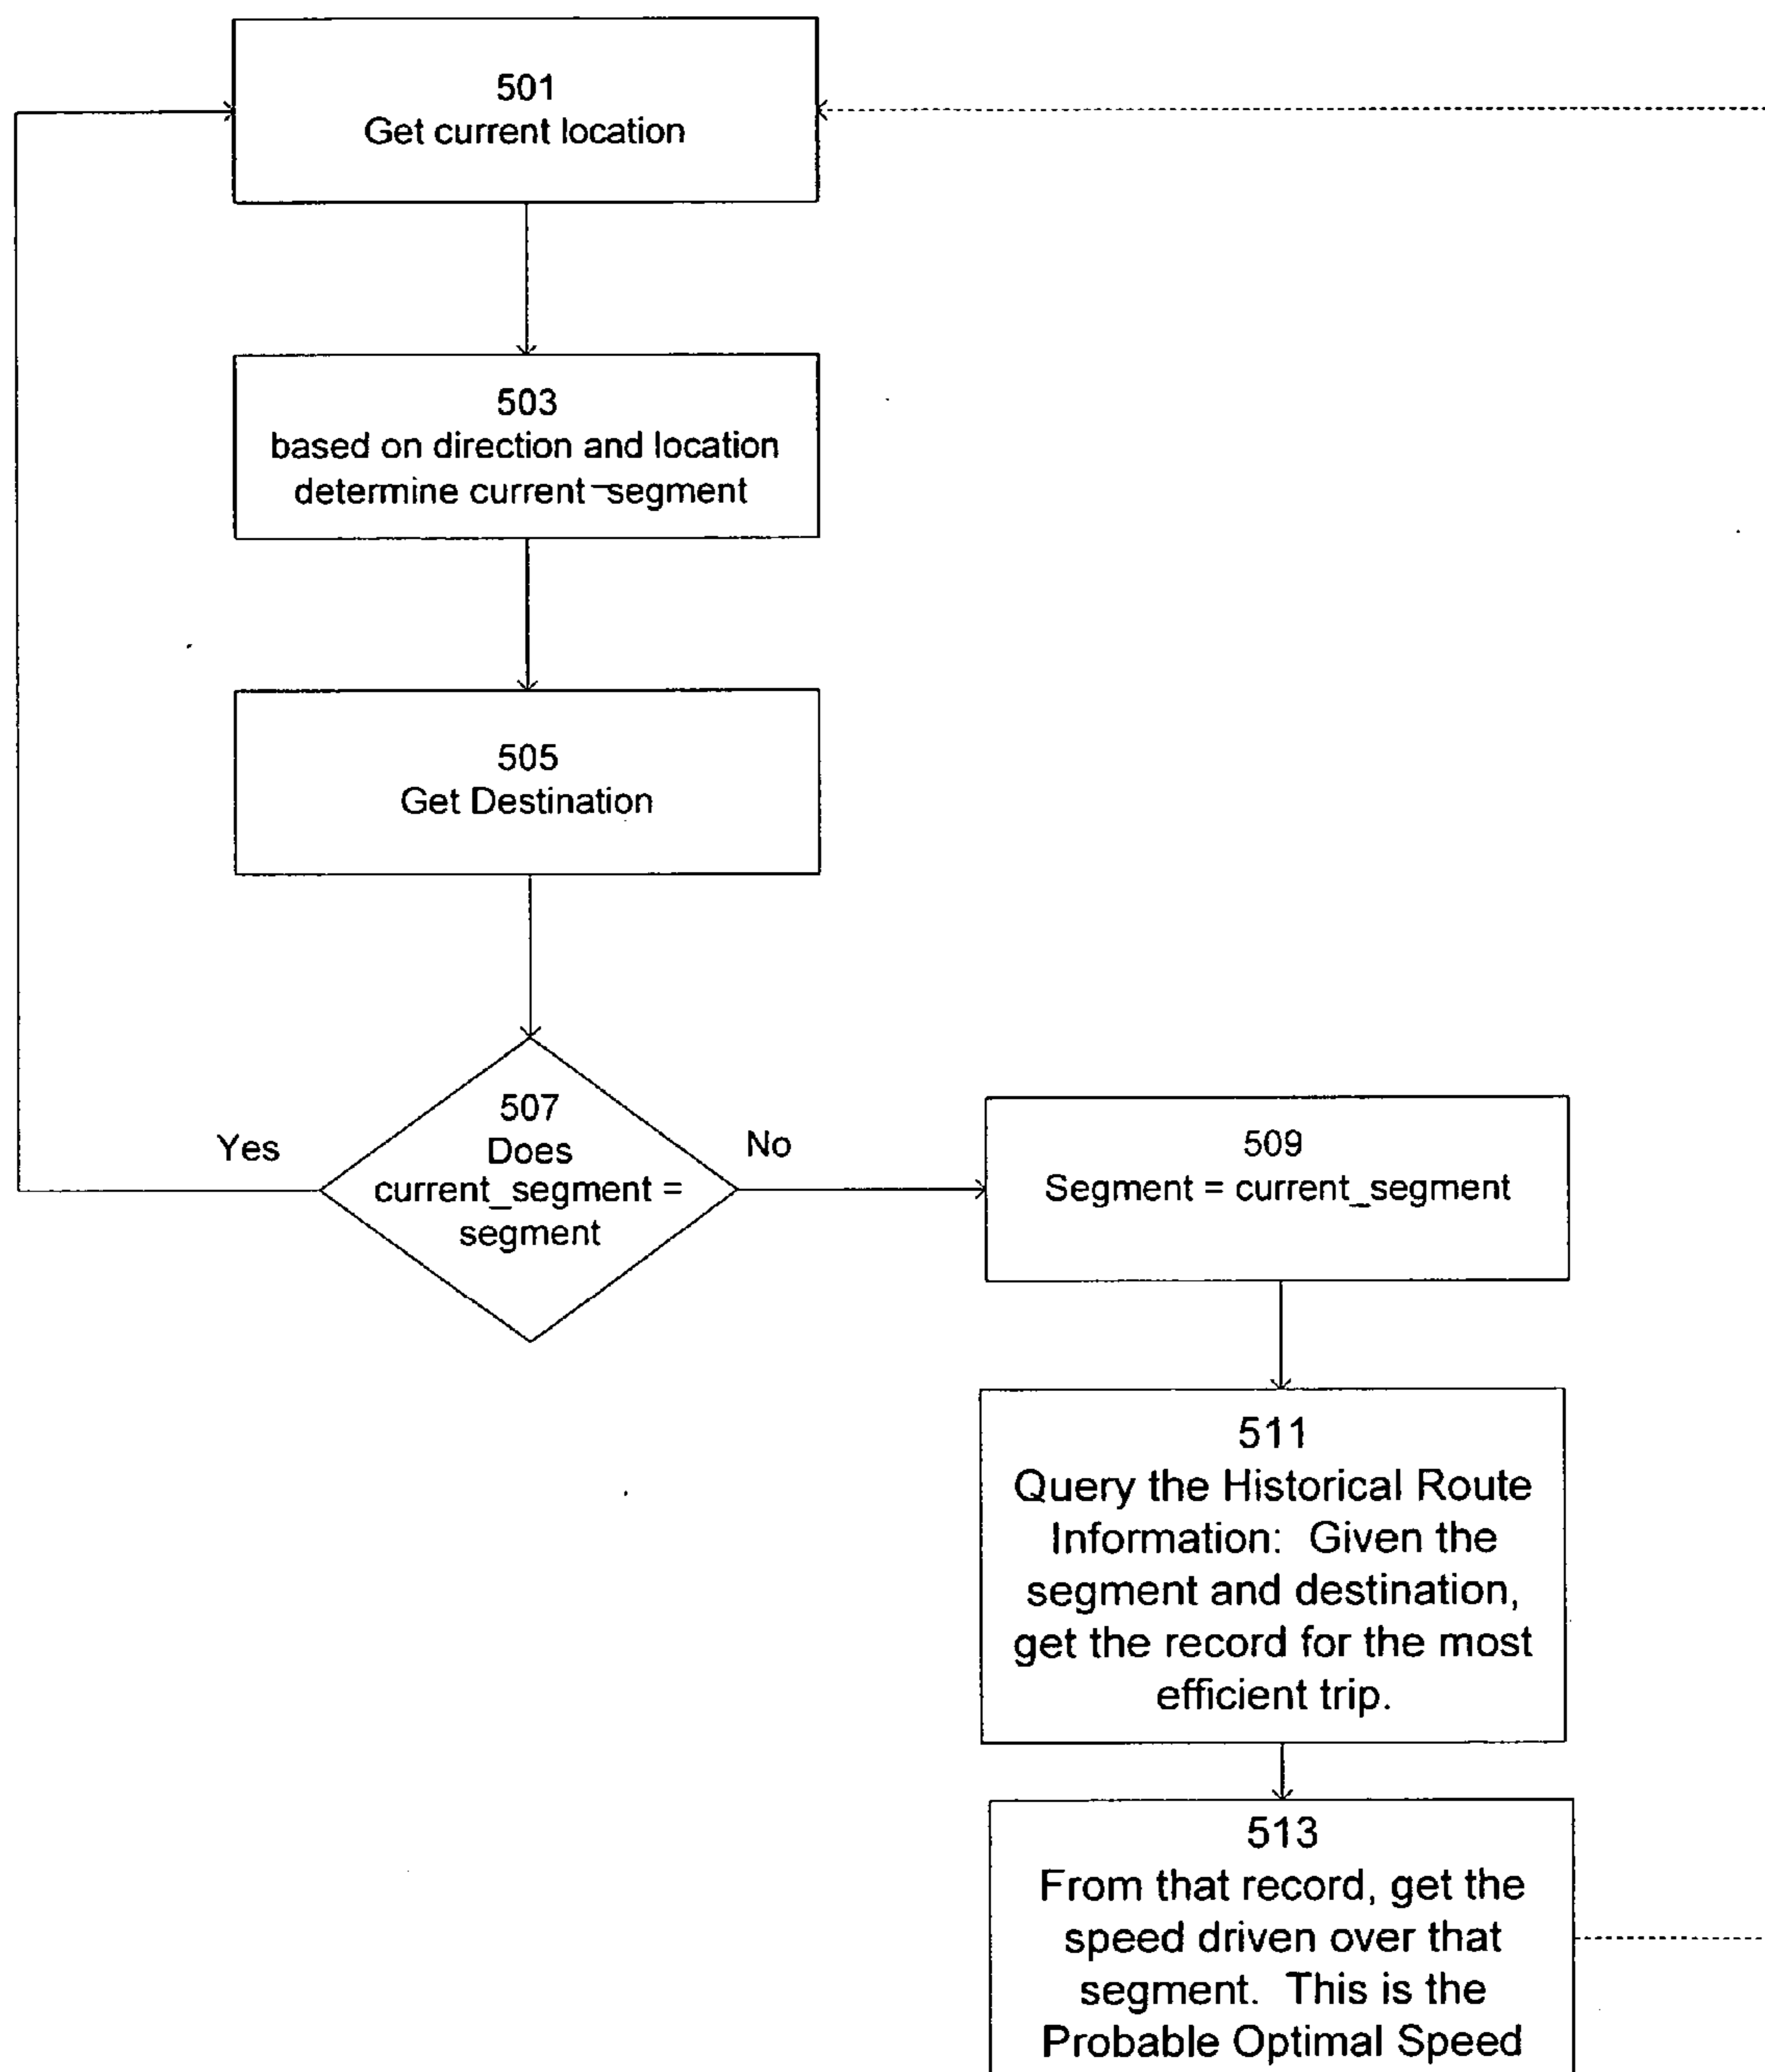 501
Get current location
503
based on direction and location
determine current segment
505
Get Destination
507
Does
current_segment =
segment
Yes
No
509
Segment = current_segment
511
Query the Historical Route
Information: Given the
segment and destination,
get the record for the most
efficient trip.
513
From that record, get the
speed driven over that
segment. This is the
Probable Optimal Speed